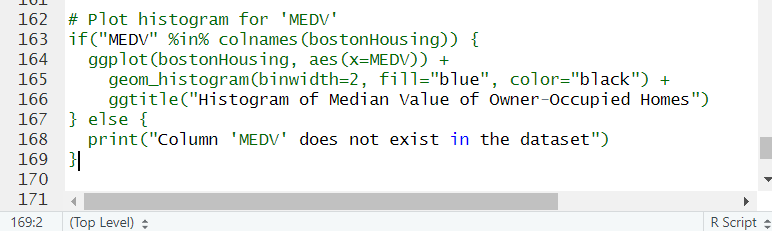 161
162 # Plot histogram for 'MEDV'
163 if("MEDV" %in% colnames(bostonHousing)) {
164   ggplot(bostonHousing, aes(x=MEDV)) +
165     geom_histogram(binwidth=2, fill="blue", color="black") +
166     ggtitle("Histogram of Median Value of Owner-Occupied Homes")
167 } else {
168   print("Column 'MEDV' does not exist in the dataset")
169 }
170
171
169:2 (Top Level) R Script